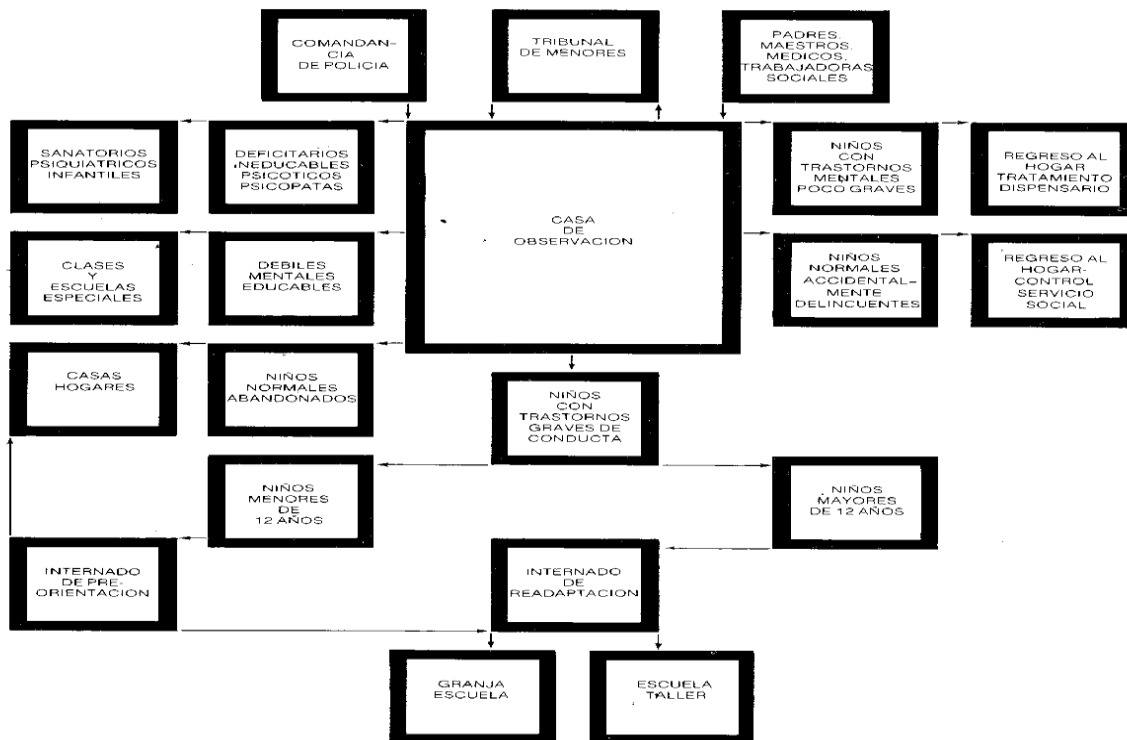 COMANDAN-
CIA
DE POLICIA
TRIBUNAL
DE MENORES
PADRES,
MAESTROS,
MEDICOS,
TRABAJADORAS
SOCIALES
SANATORIOS
PSIQUIATRICOS
INFANTILES
DEFICITARIOS
INEDUCABLES
PSICOTICOS
PSICOPATAS
CASA
DE
OBSERVACION
NIÑOS
CON
TRASTORNOS
MENTALES
POCO GRAVES
REGRESO AL
HOGAR
TRATAMIENTO
DISPENSARIO
CLASES
Y
ESCUELAS
ESPECIALES
DEBILES
MENTALES
EDUCABLES
NIÑOS
NORMALES
ACCIDENTAL-
MENTE
DELINCUENTES
REGRESO AL
HOGAR-
CONTROL
SERVICIO
SOCIAL
CASAS
HOGARES
NIÑOS
NORMALES
ABANDONADOS
NIÑOS
CON
TRASTORNOS
GRAVES DE
CONDUCTA
NIÑOS
MENORES
DE
12 AÑOS
NIÑOS
MAYORES
DE 12 AÑOS
INTERNADO
DE PRE-
ORIENTACION
INTERNADO
DE
READAPTACION
GRANJA
ESCUELA
ESCUELA
TALLER